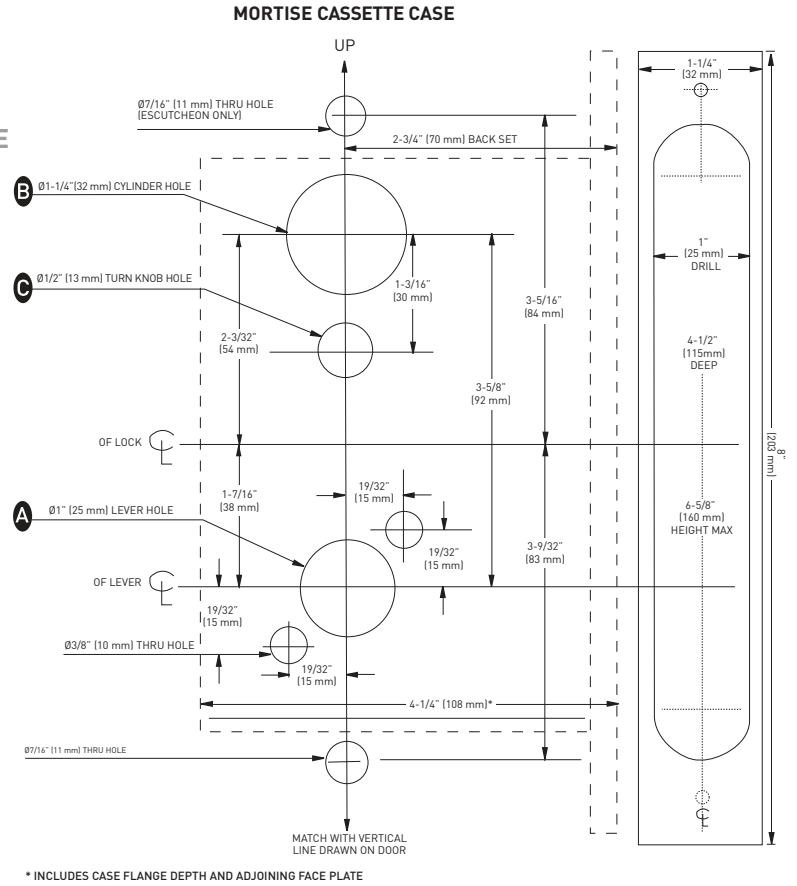 MORTISE CASSETTE CASE
UP
1-1/4"
(32 mm)
Ø7/16" (11 mm) THRU HOLE
(ESCUTCHEON ONLY)
E
2-3/4" (70 mm) BACK SET
B Ø1-1/4"(32 mm) CYLINDER HOLE
1"
(25 mm)
DRILL
C Ø1/2" (13 mm) TURN KNOB HOLE
1-3/16"
(30 mm)
3-5/16"
(84 mm)
2-3/32"
(54 mm)
4-1/2"
(115mm)
DEEP
3-5/8"
(92 mm)
OF LOCK ℄
8"
(203 mm)
19/32"
(15 mm)
1-7/16"
(38 mm)
6-5/8"
(160 mm)
HEIGHT MAX
A Ø1" (25 mm) LEVER HOLE
19/32"
(15 mm)
3-9/32"
(83 mm)
OF LEVER ℄
19/32"
(15 mm)
Ø3/8" (10 mm) THRU HOLE
19/32"
(15 mm)
4-1/4" (108 mm)*
Ø7/16" (11 mm) THRU HOLE
℄
MATCH WITH VERTICAL
LINE DRAWN ON DOOR
* INCLUDES CASE FLANGE DEPTH AND ADJOINING FACE PLATE